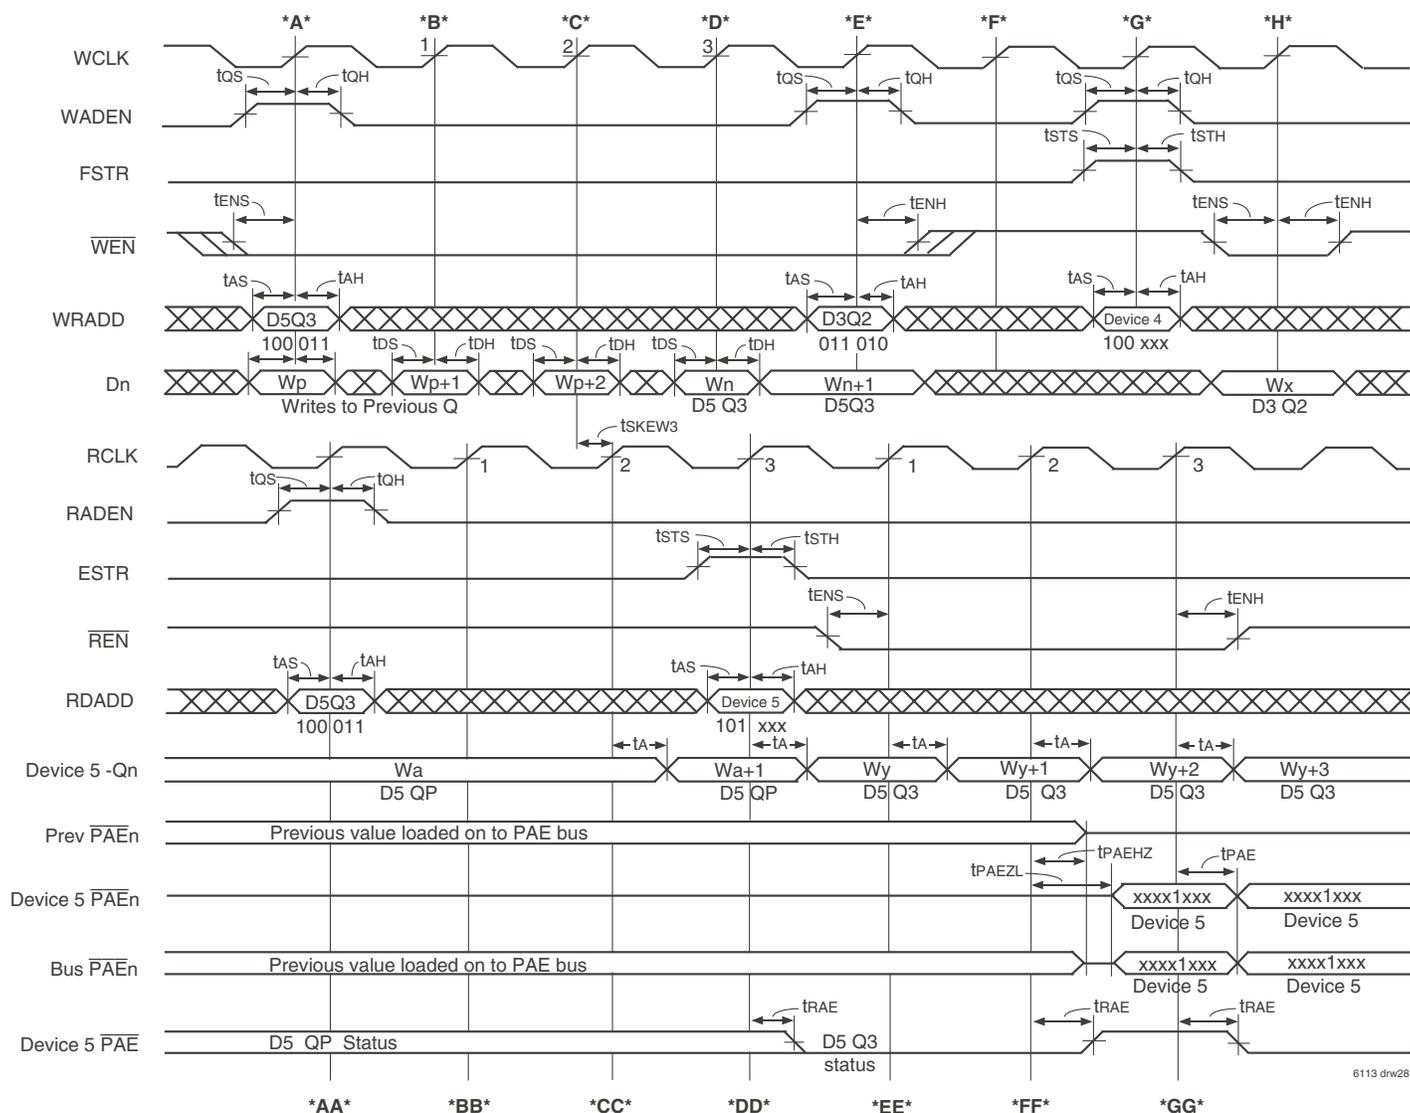 *A* *B* *C* *D* *E* *F* *G* *H*
WCLK 1 2 3
tQS tQH tQS tQH tQS tQH
WADEN
tSTS tSTH
FSTR
tENS tENH tENS tENH
WEN
tAS tAH tAS tAH tAS tAH
WRADD D5Q3 D3Q2 Device 4
100 011 011 010 100 xxx
tDS tDH tDS tDH tDS tDH
Dn Wp Wp+1 Wp+2 Wn Wn+1 Wx
Writes to Previous Q D5 Q3 D5Q3 D3 Q2
tSKEW3
RCLK 1 2 3 1 2 3
tQS tQH
RADEN
tSTS tSTH
ESTR
tENS tENH
REN
tAS tAH tAS tAH
RDADD D5Q3 Device 5
100 011 101 xxx
tA tA tA tA tA
Device 5 -Qn Wa Wa+1 Wy Wy+1 Wy+2 Wy+3
D5 QP D5 QP D5 Q3 D5 Q3 D5 Q3 D5 Q3
Prev PAEn Previous value loaded on to PAE bus
tPAEHZ tPAE
tPAEZL
Device 5 PAEn xxxx1xxx xxxx1xxx
Device 5 Device 5
Bus PAEn Previous value loaded on to PAE bus xxxx1xxx xxxx1xxx
Device 5 Device 5
tRAE tRAE tRAE
Device 5 PAE D5 QP Status D5 Q3
status
6113 drw28
*AA* *BB* *CC* *DD* *EE* *FF* *GG*